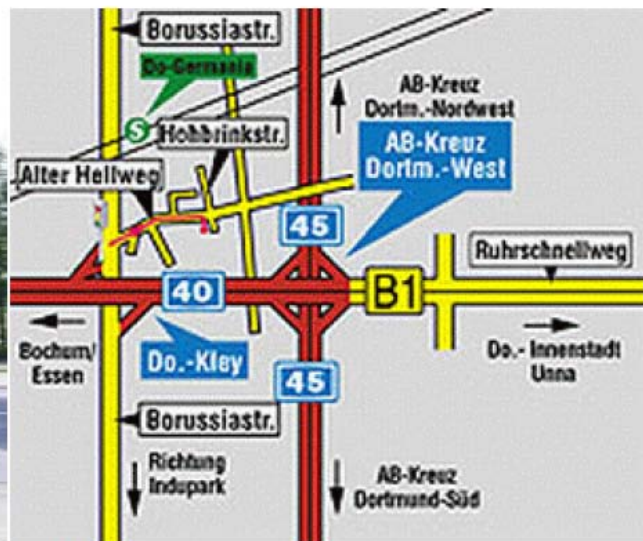 Borussiastr.
Do-Germania
S
Hohbrinkstr.
Alter Hellweg
AB-Kreuz
Dortm.-Nordwest
AB-Kreuz
Dortm.-West
45
Ruhrschnellweg
40
B1
Bochum/
Essen
Do.-Kley
45
Do.- Innenstadt
Unna
Borussiastr.
Richtung
Indupark
AB-Kreuz
Dortmund-Süd